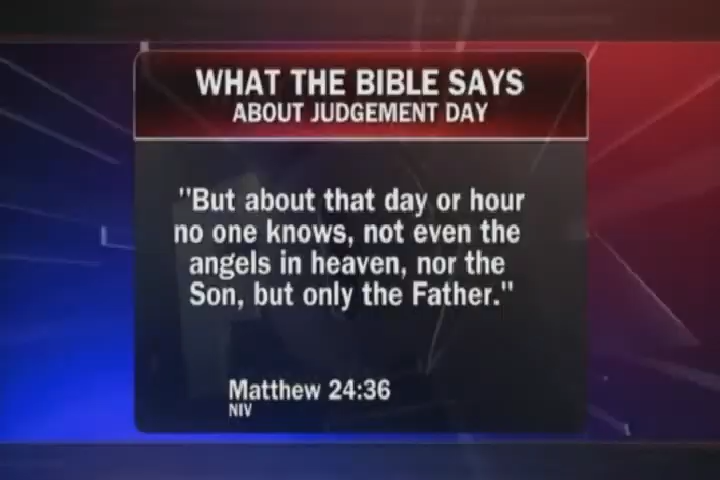 WHAT THE BIBLE SAYS
ABOUT JUDGEMENT DAY
"But about that day or hour
no one knows, not even the
angels in heaven, nor the
Son, but only the Father."
Matthew 24:36
NIV